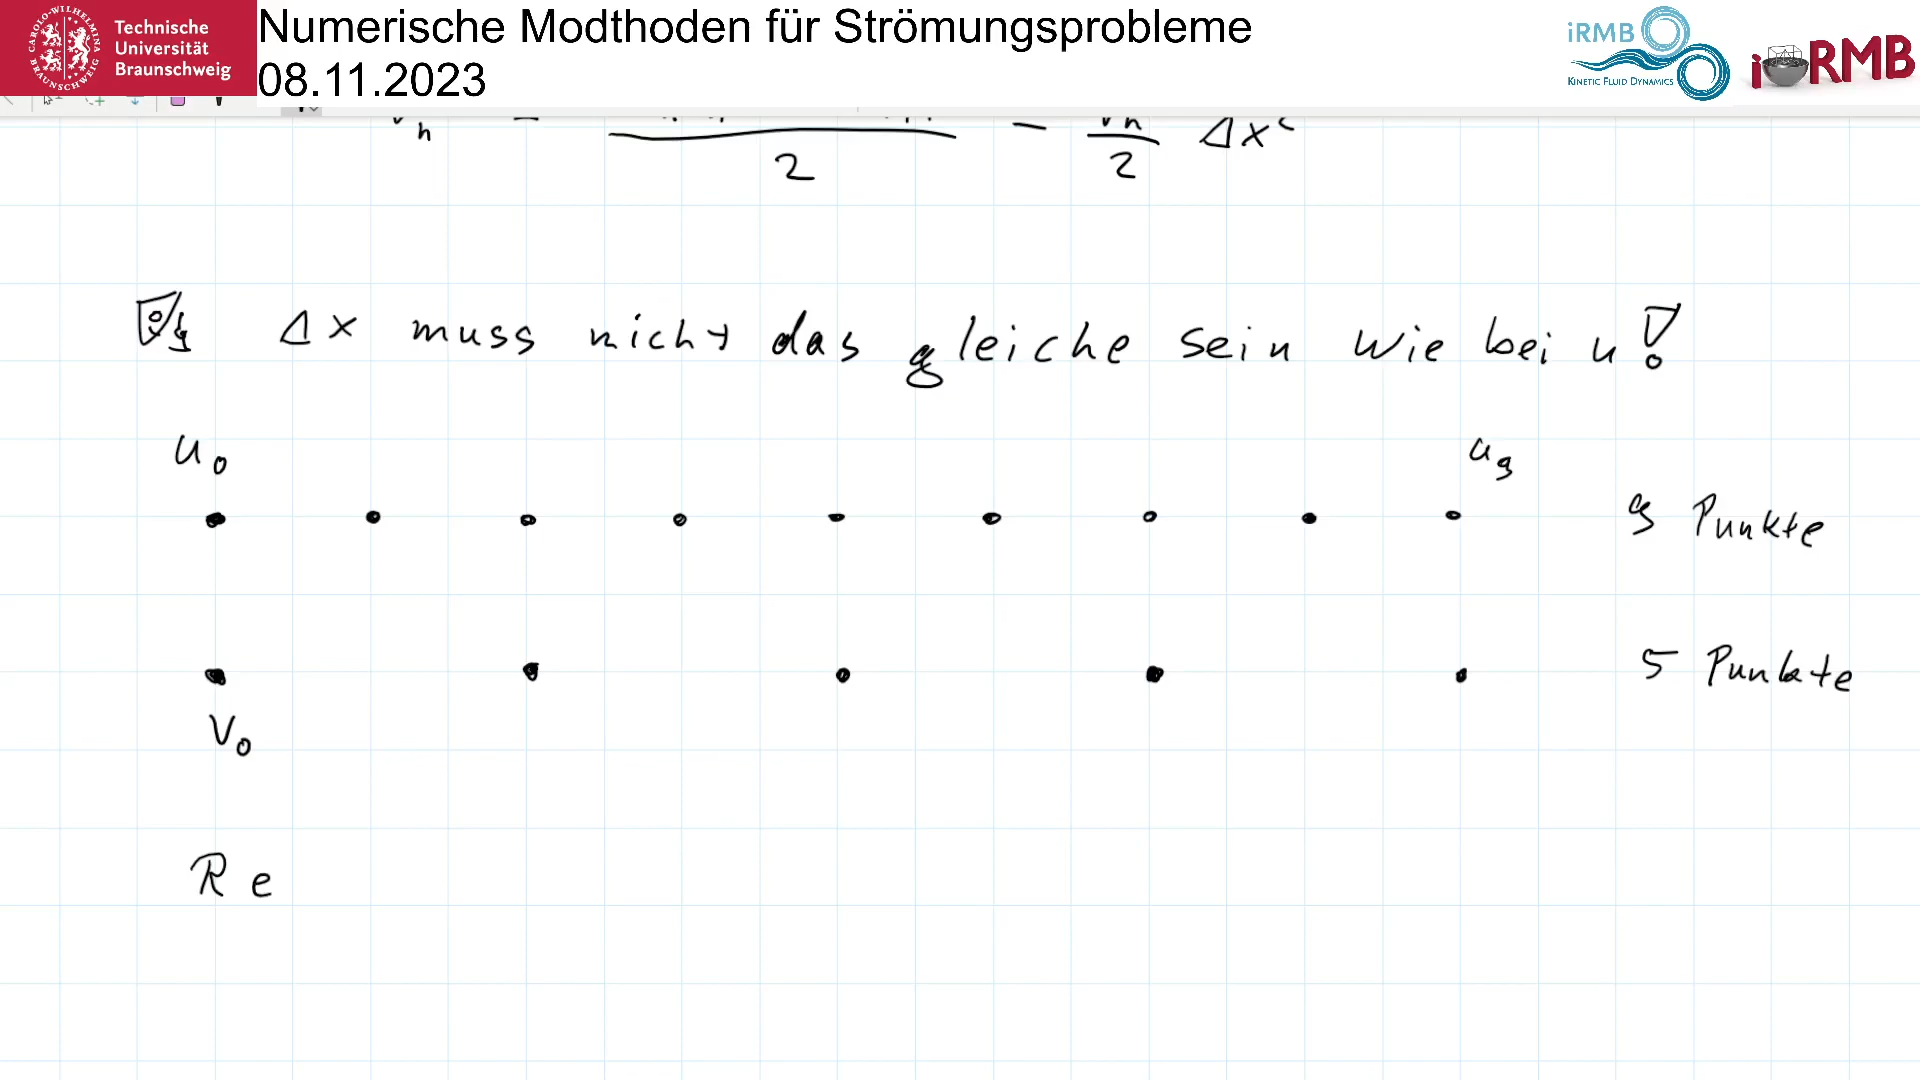 Technische
Universität
Braunschweig
Numerische Modthoden für Strömungsprobleme
08.11.2023
iRMB
KINETIC FLUID DYNAMICS
iRMB
n = / 2 - / 2 Δx²
Δx muss nicht das gleiche sein wie bei u!
u₀ u₉
9 Punkte
5 Punkte
V₀
Re